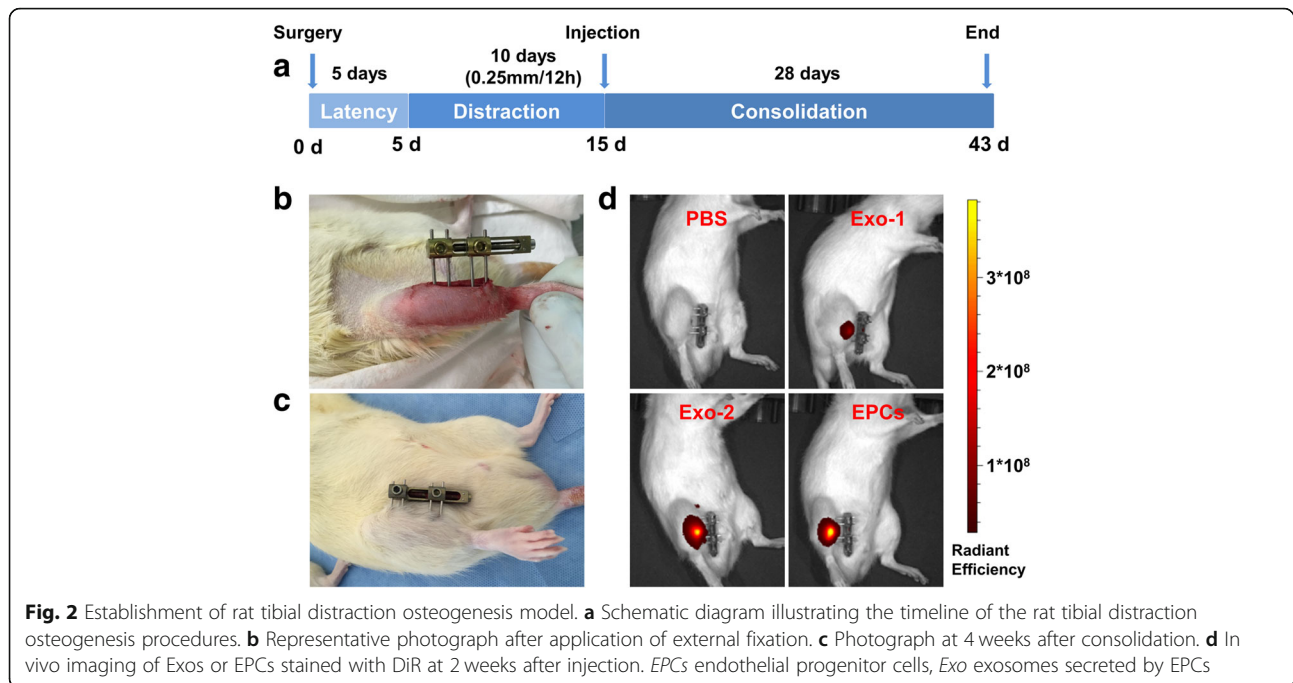 Surgery Injection End
a
5 days 10 days (0.25mm/12h) 28 days
Latency Distraction Consolidation
0 d 5 d 15 d 43 d
b
c
d
PBS
Exo-1
Exo-2
EPCs
3*10⁸
2*10⁸
1*10⁸
Radiant
Efficiency
Fig. 2 Establishment of rat tibial distraction osteogenesis model. a Schematic diagram illustrating the timeline of the rat tibial distraction
osteogenesis procedures. b Representative photograph after application of external fixation. c Photograph at 4 weeks after consolidation. d In
vivo imaging of Exos or EPCs stained with DiR at 2 weeks after injection. EPCs endothelial progenitor cells, Exo exosomes secreted by EPCs